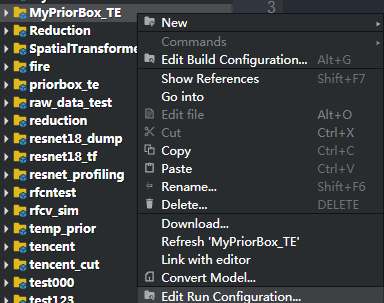 MyPriorBox_TE
Reduction
SpatialTransforme
fire
priorbox_te
raw_data_test
reduction
resnet18_dump
resnet18_tf
resnet_profiling
rfcntest
rfcv_sim
temp_prior
tencent
tencent_cut
test000
test123
3
New
Commands
Edit Build Configuration... Alt+G
Show References Shift+F7
Go into
Edit file Alt+O
Cut Ctrl+X
Copy Ctrl+C
Paste Ctrl+V
Rename... Shift+F6
Delete... DELETE
Download...
Refresh 'MyPriorBox_TE'
Link with editor
Convert Model...
Edit Run Configuration...